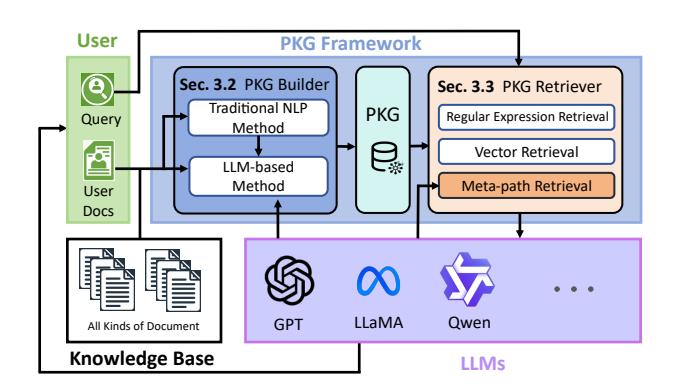 User
PKG Framework
Query
User
Docs
Sec. 3.2 PKG Builder
Traditional NLP
Method
LLM-based
Method
PKG
Sec. 3.3 PKG Retriever
Regular Expression Retrieval
Vector Retrieval
Meta-path Retrieval
All Kinds of Document
Knowledge Base
GPT
LLaMA
Qwen
...
LLMs